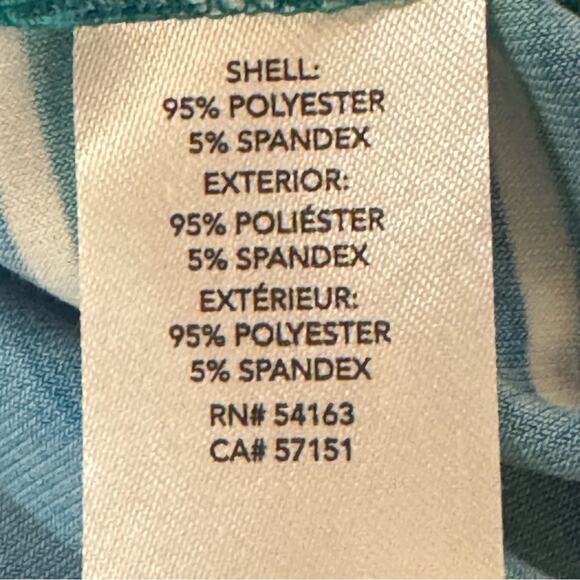 SHELL:
95% POLYESTER
5% SPANDEX
EXTERIOR:
95% POLIÉSTER
5% SPANDEX
EXTÉRIEUR:
95% POLYESTER
5% SPANDEX
RN# 54163
CA# 57151